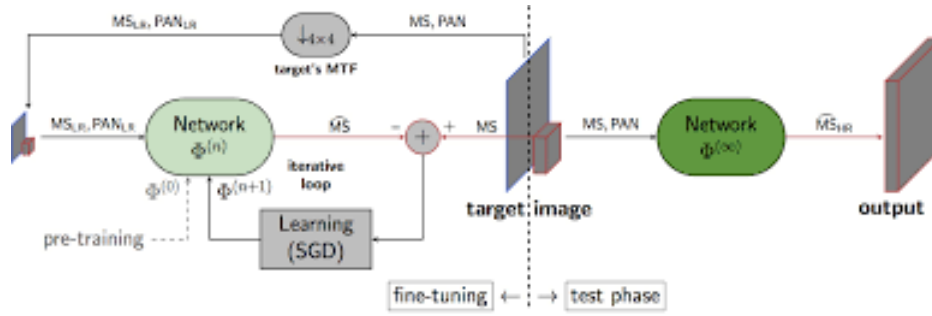 MS_LR, PAN_LR
↓4×4
MS, PAN
target's MTF
MS_LR, PAN_LR
Network
Φ^(n)
M̂S
−
+
+
MS
MS, PAN
Network
Φ^(∞)
M̂S_HR
Φ^(0)
Φ^(n+1)
iterative
loop
target image
output
pre-training
Learning
(SGD)
fine-tuning ← → test phase